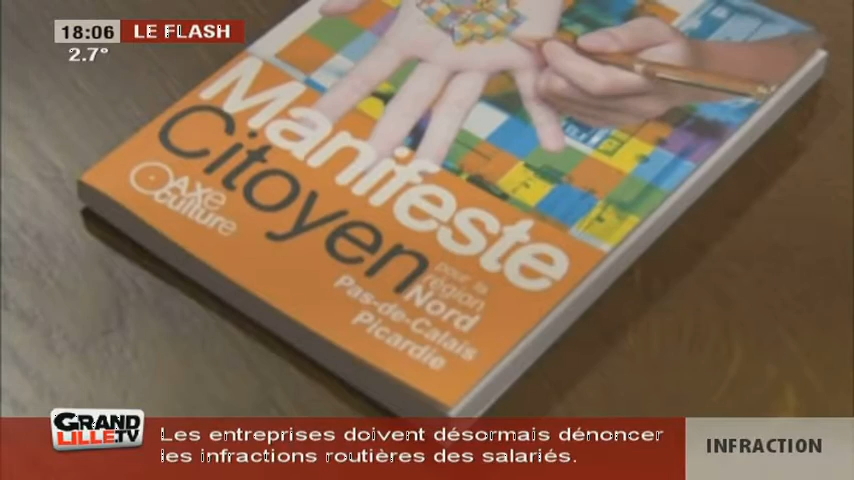 18:06 LE FLASH
2.7°
Manifeste
Citoyen
AXe
culture
pour la
région
Nord
Pas-de-Calais
Picardie
GRAND
LILLE.TV
Les entreprises doivent désormais dénoncer
les infractions routières des salariés.
INFRACTION